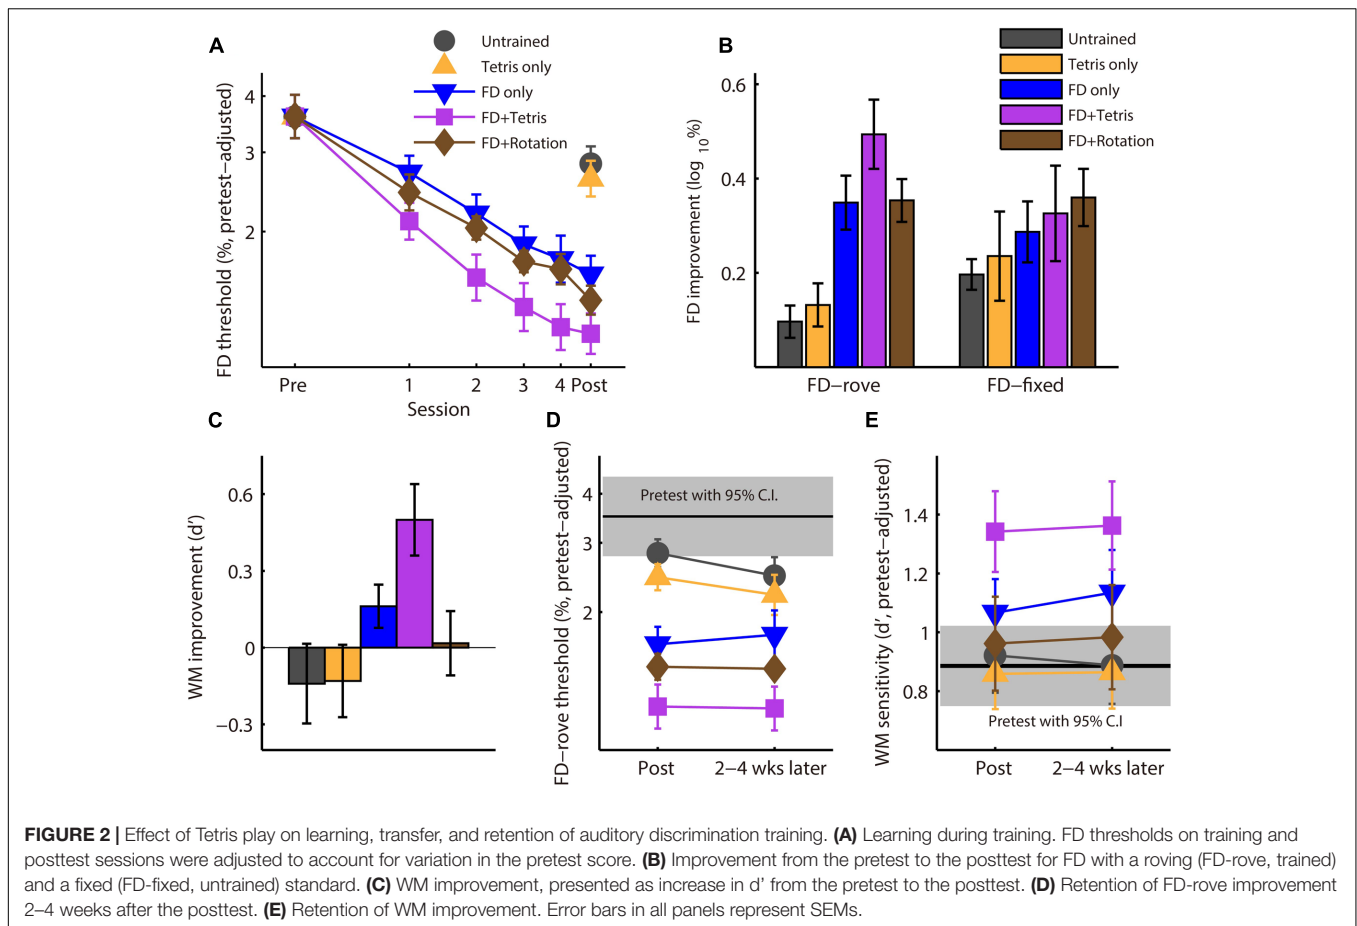 A
Untrained
Tetris only
FD only
FD+Tetris
FD+Rotation
FD threshold (%, pretest−adjusted)
4
3
2
Pre
1
2
3
4
Post
Session
B
Untrained
Tetris only
FD only
FD+Tetris
FD+Rotation
FD improvement (log 10%)
0.6
0.4
0.2
FD−rove
FD−fixed
C
WM improvement (d′)
0.6
0.3
0
−0.3
D
FD−rove threshold (%, pretest−adjusted)
Pretest with 95% C.I.
4
3
2
Post
2−4 wks later
E
WM sensitivity (d′, pretest−adjusted)
1.4
1.2
1
0.8
Pretest with 95% C.I
Post
2−4 wks later
FIGURE 2 | Effect of Tetris play on learning, transfer, and retention of auditory discrimination training. (A) Learning during training. FD thresholds on training and
posttest sessions were adjusted to account for variation in the pretest score. (B) Improvement from the pretest to the posttest for FD with a roving (FD-rove, trained)
and a fixed (FD-fixed, untrained) standard. (C) WM improvement, presented as increase in d’ from the pretest to the posttest. (D) Retention of FD-rove improvement
2–4 weeks after the posttest. (E) Retention of WM improvement. Error bars in all panels represent SEMs.